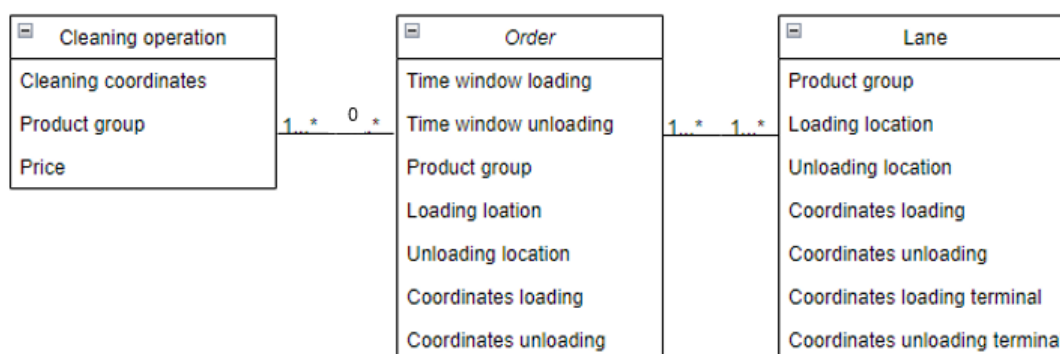 Cleaning operation
Cleaning coordinates
Product group
Price
1...*
0 .*
Order
Time window loading
Time window unloading
Product group
Loading loation
Unloading location
Coordinates loading
Coordinates unloading
1...*
1...*
Lane
Product group
Loading location
Unloading location
Coordinates loading
Coordinates unloading
Coordinates loading terminal
Coordinates unloading termina